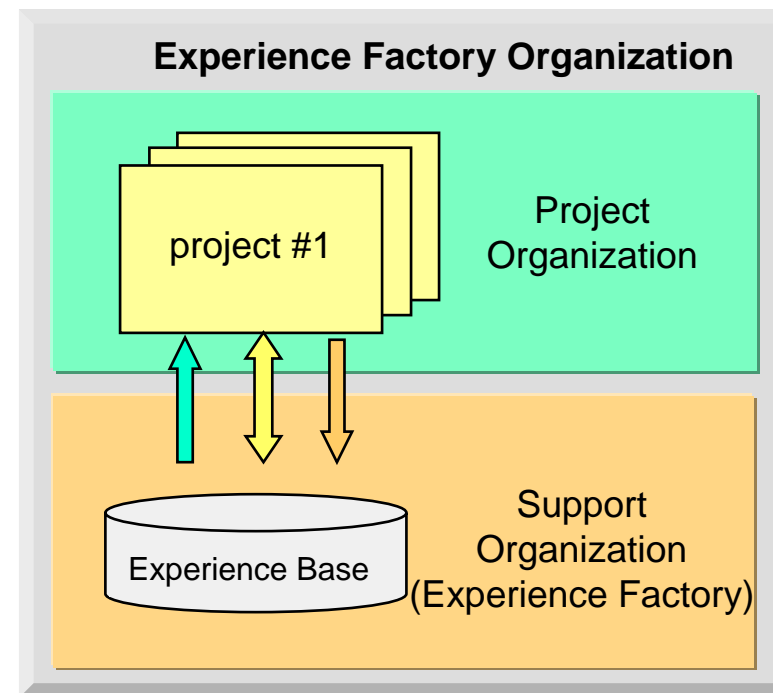 Experience Factory Organization
project #1
Project
Organization
Experience Base
Support
Organization
(Experience Factory)